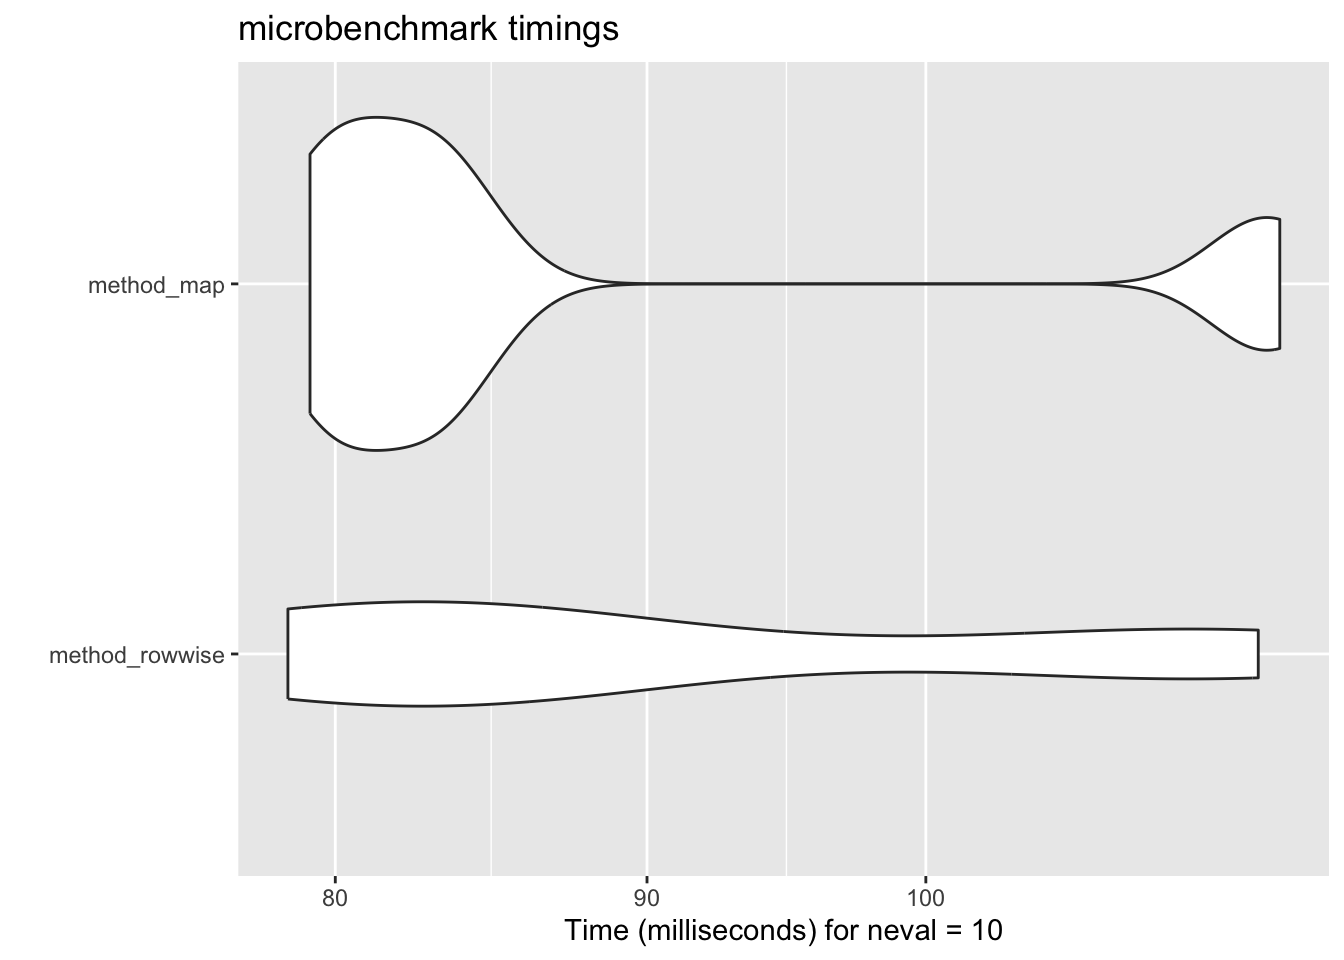 microbenchmark timings
method_map
method_rowwise
80 90 100
Time (milliseconds) for neval = 10